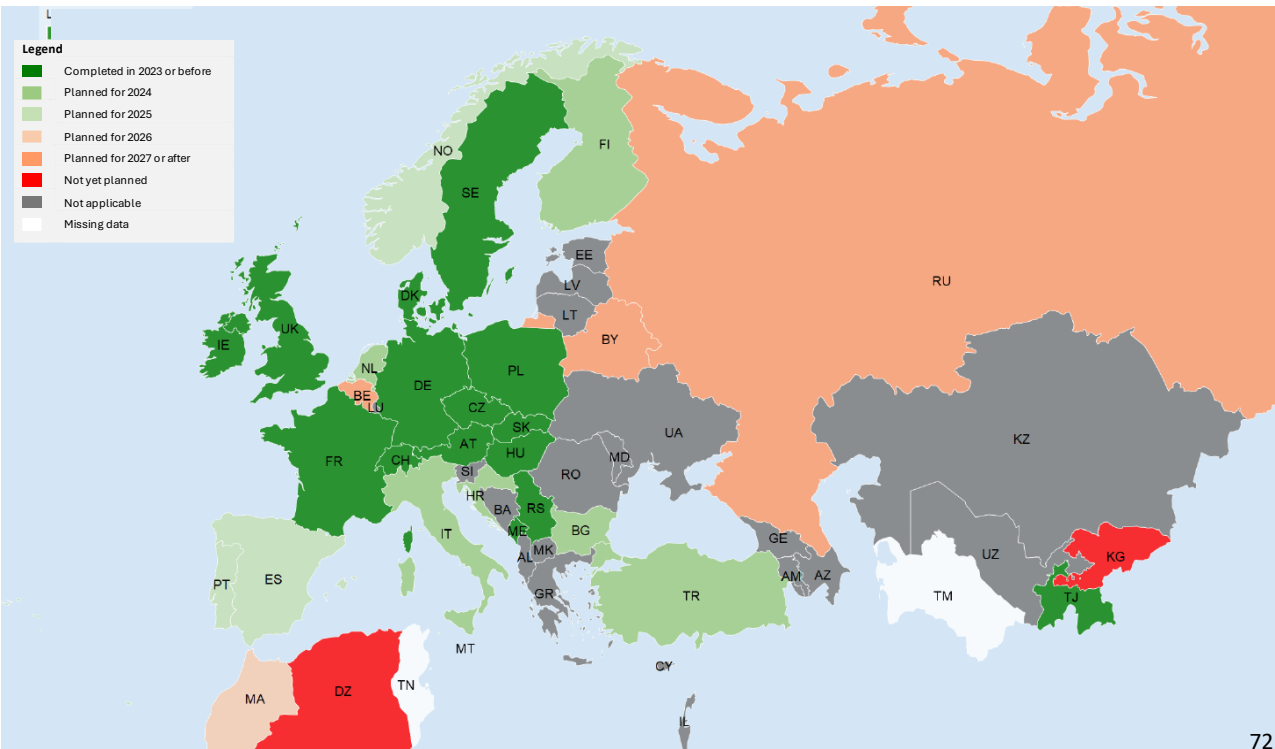 L
Legend
Completed in 2023 or before
Planned for 2024
Planned for 2025
Planned for 2026
Planned for 2027 or after
Not yet planned
Not applicable
Missing data
NO
FI
SE
EE
LV
LT
RU
DK
UK
IE
BY
NL
BE
LU
DE
PL
CZ
SK
AT
HU
UA
KZ
FR
CH
SI
RO
MD
HR
BA
RS
IT
ME
BG
MK
AL
GR
GE
AM
AZ
UZ
KG
TJ
TM
PT
ES
TR
MT
CY
MA
DZ
TN
IL
72